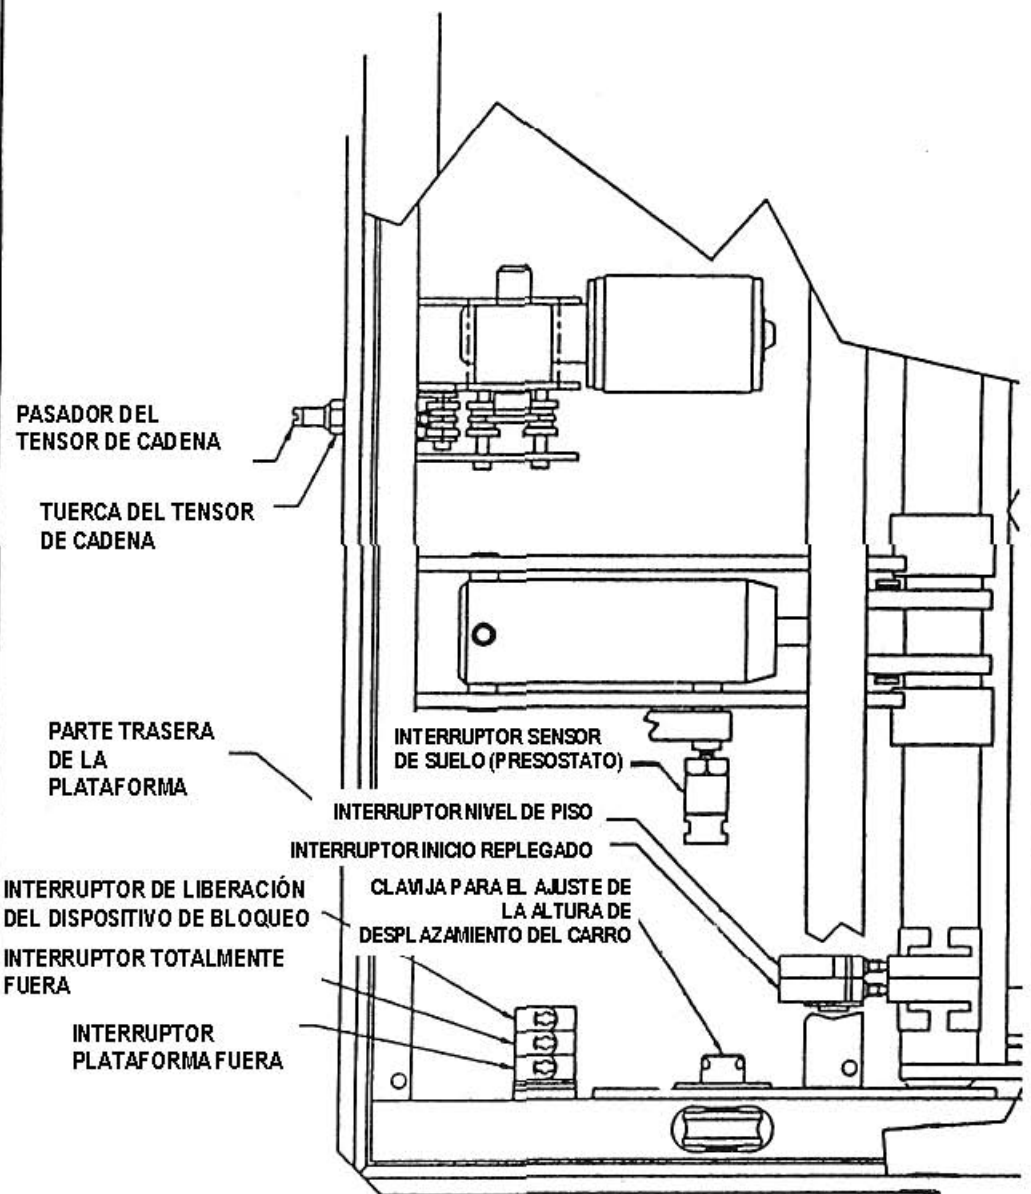 PASADOR DEL
TENSOR DE CADENA
TUERCA DEL TENSOR
DE CADENA
PARTE TRASERA
DE LA
PLATAFORMA
INTERRUPTOR SENSOR
DE SUELO (PRESOSTATO)
INTERRUPTOR NIVEL DE PISO
INTERRUPTOR INICIO REPLEGADO
INTERRUPTOR DE LIBERACIÓN
DEL DISPOSITIVO DE BLOQUEO
CLAVIJA PARA EL AJUSTE DE
LA ALTURA DE
DESPLAZAMIENTO DEL CARRO
INTERRUPTOR TOTALMENTE
FUERA
INTERRUPTOR
PLATAFORMA FUERA